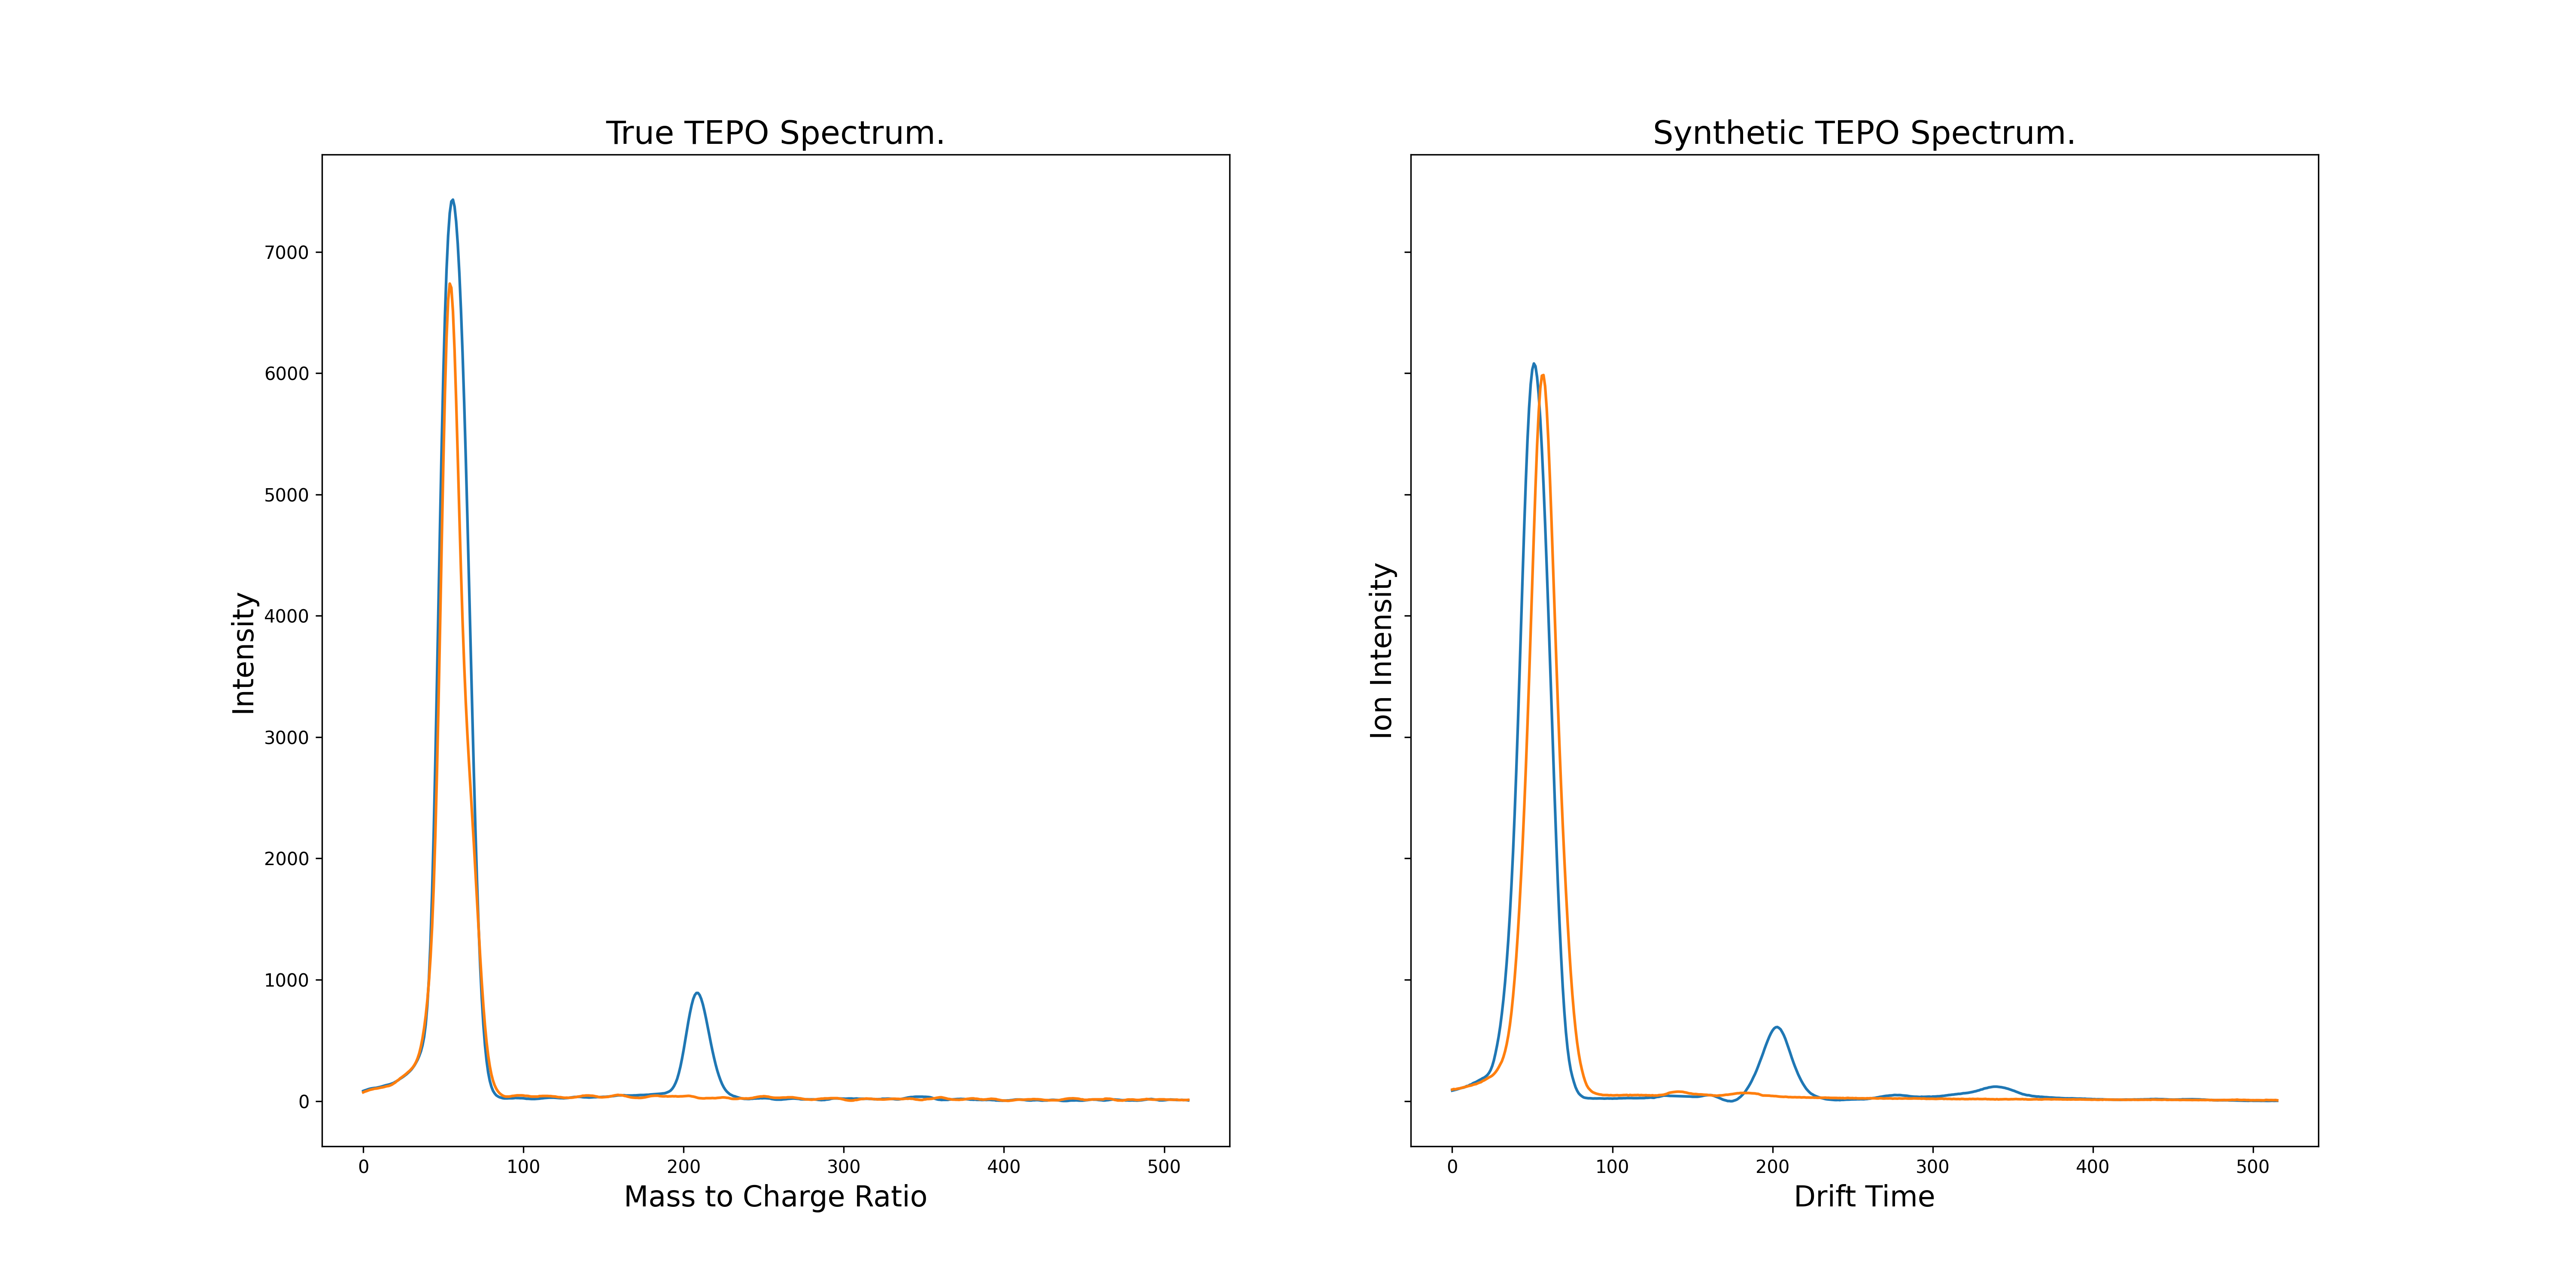 True TEPO Spectrum.
Intensity
7000
6000
5000
4000
3000
2000
1000
0
0 100 200 300 400 500
Mass to Charge Ratio
Synthetic TEPO Spectrum.
Ion Intensity
0 100 200 300 400 500
Drift Time